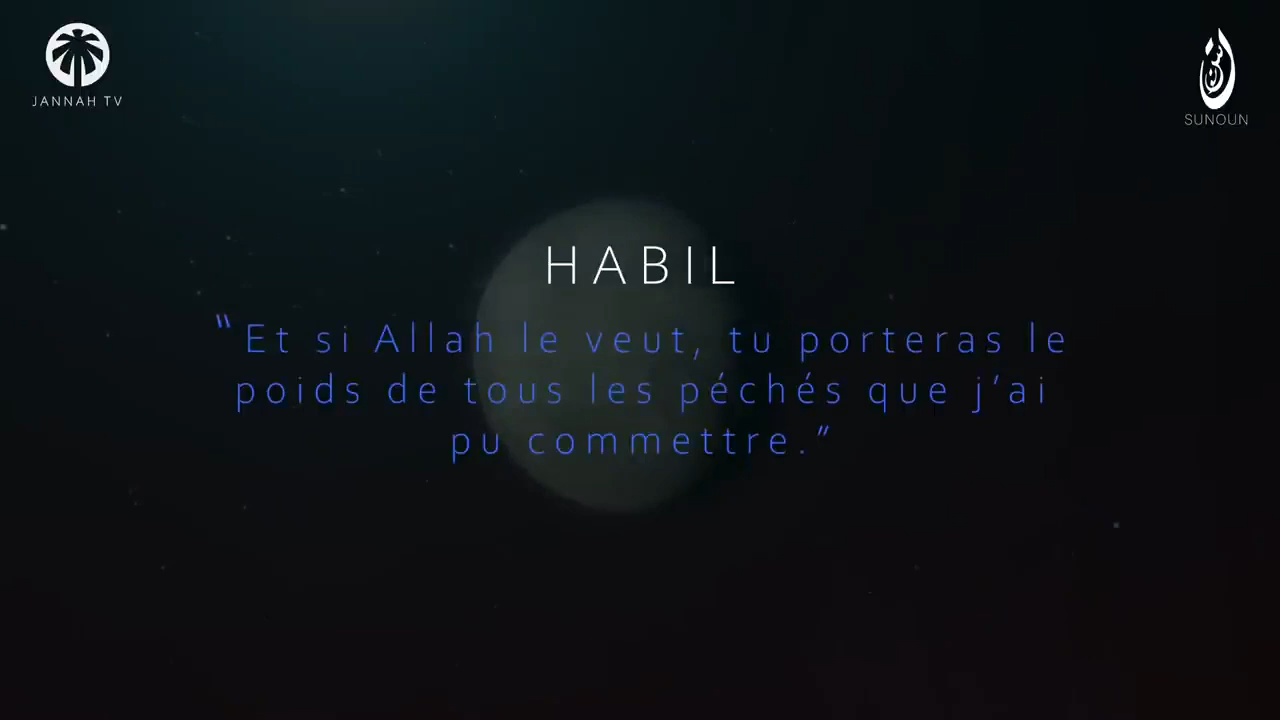 JANNAH TV
SUNOUN
HABIL
“Et si Allah le veut, tu porteras le
poids de tous les péchés que j’ai
pu commettre.”